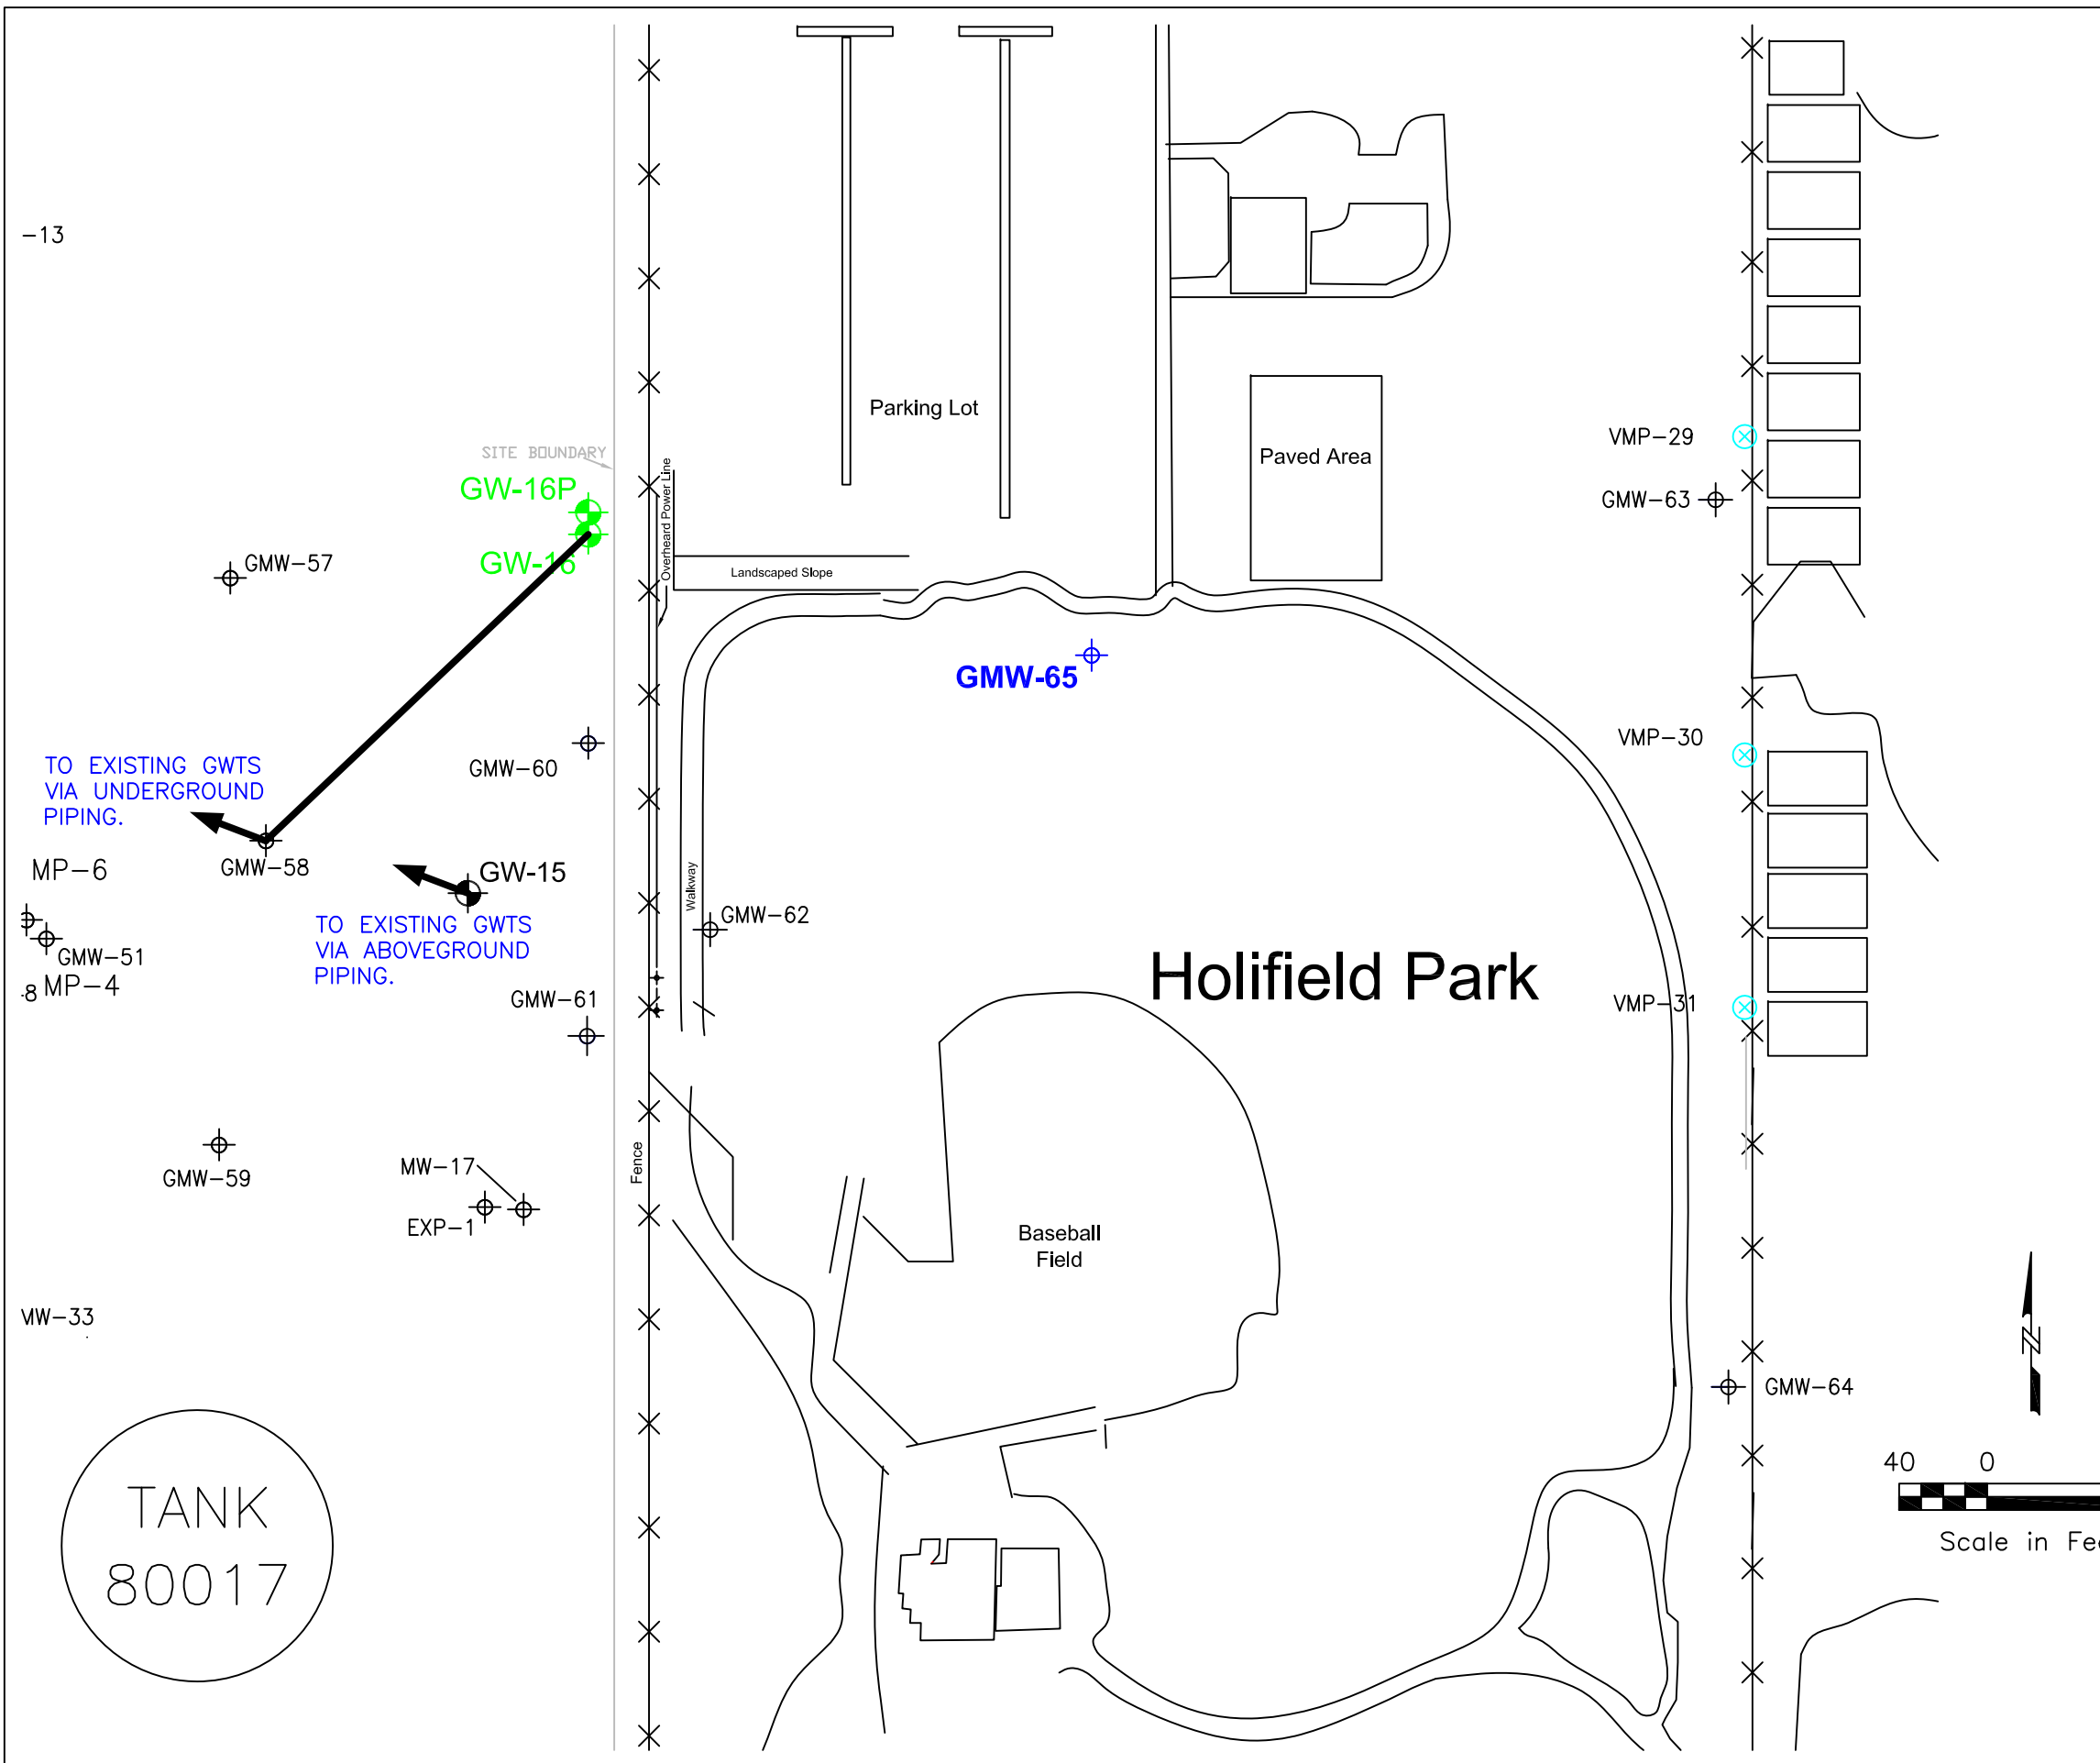 -13
Parking Lot
SITE BOUNDARY
GW-16P
GW-16
GMW-57
Overheard Power Line
Landscaped Slope
Paved Area
VMP-29
GMW-63
GMW-65
GMW-60
VMP-30
TO EXISTING GWTS
VIA UNDERGROUND
PIPING.
GMW-58
MP-6
GW-15
Walkway
GMW-62
TO EXISTING GWTS
VIA ABOVEGROUND
PIPING.
GMW-51
MP-4
8
GMW-61
Holifield Park
VMP-31
Fence
MW-17
GMW-59
EXP-1
Baseball
Field
MW-33
GMW-64
N
TANK
80017
40 0
Scale in Fe